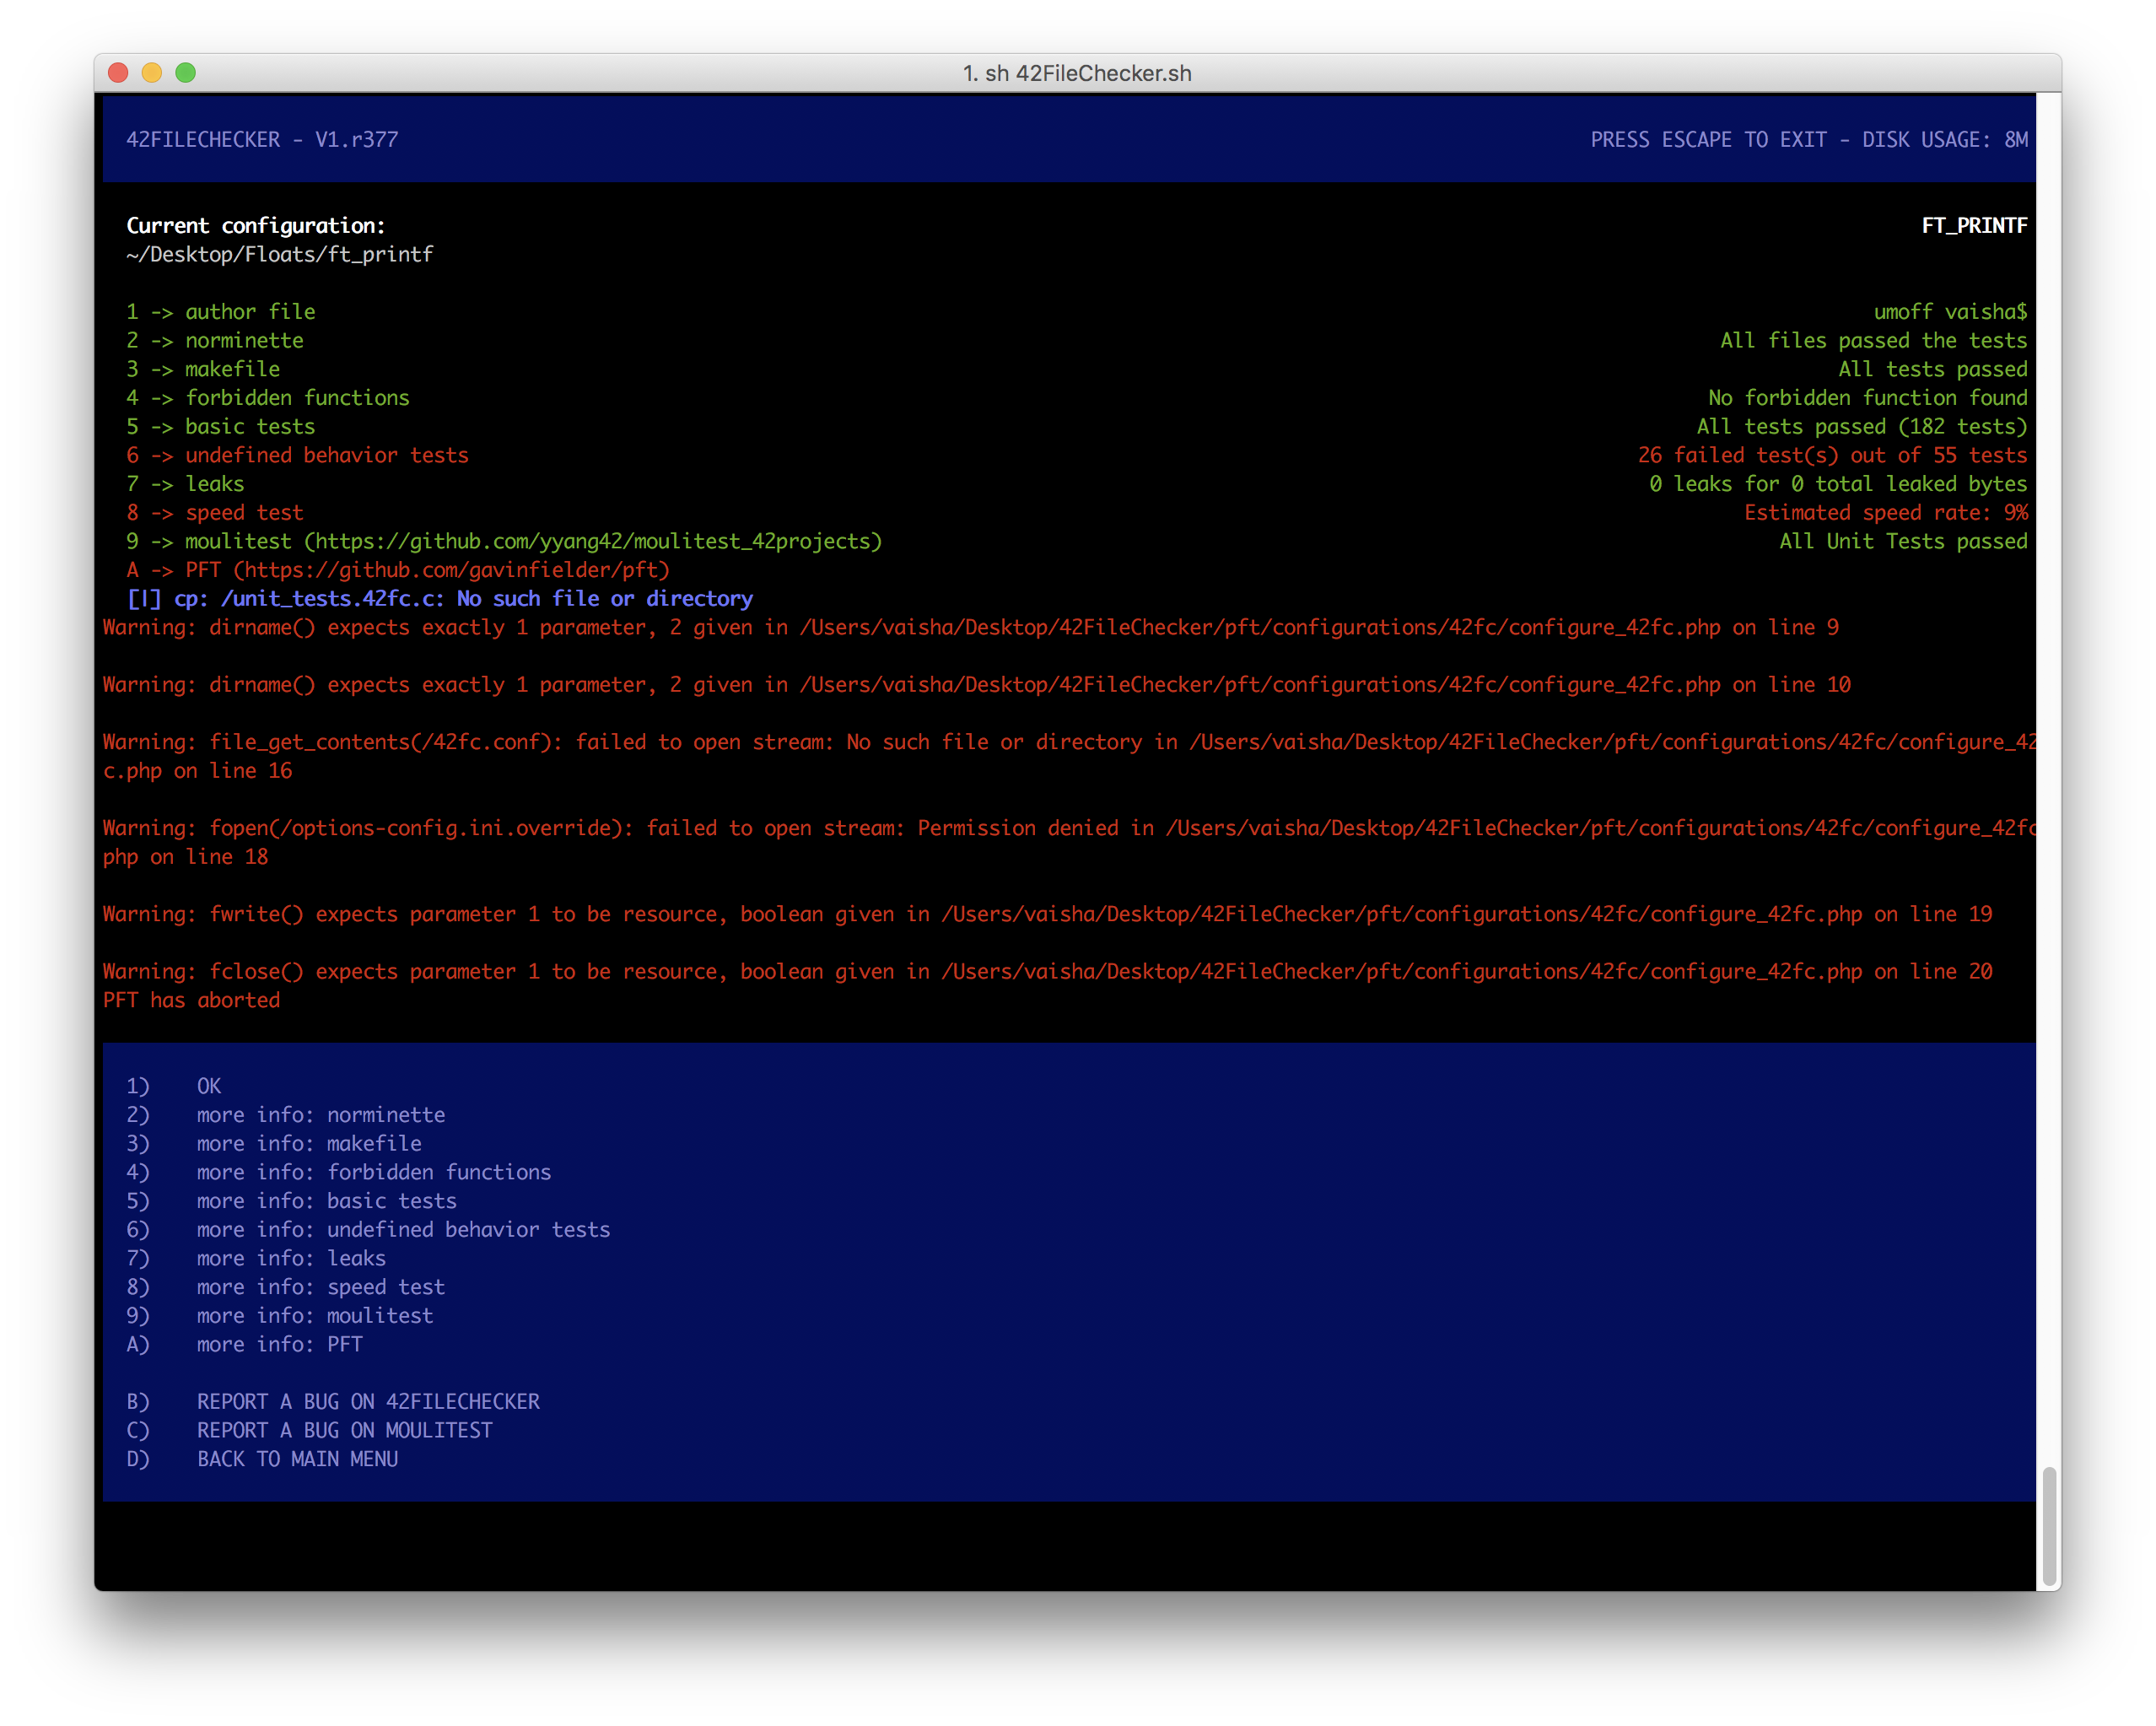 1. sh 42FileChecker.sh
42FILECHECKER - V1.r377 PRESS ESCAPE TO EXIT - DISK USAGE: 8M
Current configuration: FT_PRINTF
~/Desktop/Floats/ft_printf
1 -> author file umoff vaisha$
2 -> norminette All files passed the tests
3 -> makefile All tests passed
4 -> forbidden functions No forbidden function found
5 -> basic tests All tests passed (182 tests)
6 -> undefined behavior tests 26 failed test(s) out of 55 tests
7 -> leaks 0 leaks for 0 total leaked bytes
8 -> speed test Estimated speed rate: 9%
9 -> moulitest (https://github.com/yyang42/moulitest_42projects) All Unit Tests passed
A -> PFT (https://github.com/gavinfielder/pft)
[|] cp: /unit_tests.42fc.c: No such file or directory
Warning: dirname() expects exactly 1 parameter, 2 given in /Users/vaisha/Desktop/42FileChecker/pft/configurations/42fc/configure_42fc.php on line 9
Warning: dirname() expects exactly 1 parameter, 2 given in /Users/vaisha/Desktop/42FileChecker/pft/configurations/42fc/configure_42fc.php on line 10
Warning: file_get_contents(/42fc.conf): failed to open stream: No such file or directory in /Users/vaisha/Desktop/42FileChecker/pft/configurations/42fc/configure_42
c.php on line 16
Warning: fopen(/options-config.ini.override): failed to open stream: Permission denied in /Users/vaisha/Desktop/42FileChecker/pft/configurations/42fc/configure_42fc
php on line 18
Warning: fwrite() expects parameter 1 to be resource, boolean given in /Users/vaisha/Desktop/42FileChecker/pft/configurations/42fc/configure_42fc.php on line 19
Warning: fclose() expects parameter 1 to be resource, boolean given in /Users/vaisha/Desktop/42FileChecker/pft/configurations/42fc/configure_42fc.php on line 20
PFT has aborted
1) OK
2) more info: norminette
3) more info: makefile
4) more info: forbidden functions
5) more info: basic tests
6) more info: undefined behavior tests
7) more info: leaks
8) more info: speed test
9) more info: moulitest
A) more info: PFT
B) REPORT A BUG ON 42FILECHECKER
C) REPORT A BUG ON MOULITEST
D) BACK TO MAIN MENU